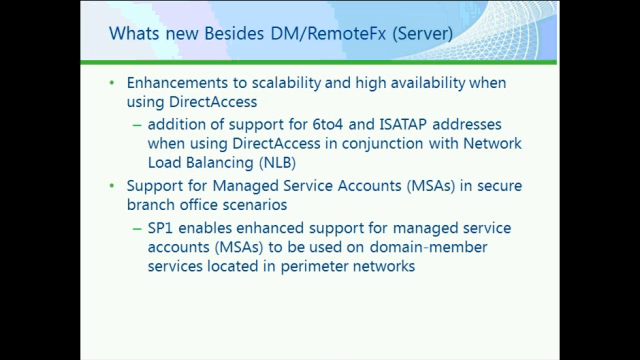 Whats new Besides DM/RemoteFx (Server)
• Enhancements to scalability and high availability when
using DirectAccess
– addition of support for 6to4 and ISATAP addresses
when using DirectAccess in conjunction with Network
Load Balancing (NLB)
• Support for Managed Service Accounts (MSAs) in secure
branch office scenarios
– SP1 enables enhanced support for managed service
accounts (MSAs) to be used on domain-member
services located in perimeter networks